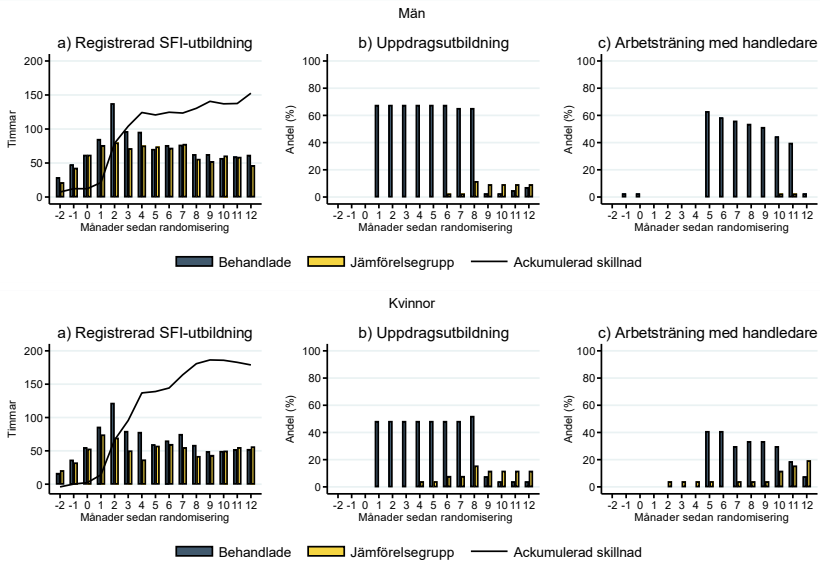 Män
a) Registrerad SFI-utbildning
b) Uppdragsutbildning
c) Arbetsträning med handledare
Timmar
200
150
100
50
0
-2 -1 0 1 2 3 4 5 6 7 8 9 10 11 12
Månader sedan randomisering
Andel (%)
100
80
60
40
20
0
-2 -1 0 1 2 3 4 5 6 7 8 9 10 11 12
Månader sedan randomisering
Andel (%)
100
80
60
40
20
0
-2 -1 0 1 2 3 4 5 6 7 8 9 10 11 12
Månader sedan randomisering
Behandlade Jämförelsegrupp Ackumulerad skillnad
Kvinnor
a) Registrerad SFI-utbildning
b) Uppdragsutbildning
c) Arbetsträning med handledare
Timmar
200
150
100
50
0
-2 -1 0 1 2 3 4 5 6 7 8 9 10 11 12
Månader sedan randomisering
Andel (%)
100
80
60
40
20
0
-2 -1 0 1 2 3 4 5 6 7 8 9 10 11 12
Månader sedan randomisering
Andel (%)
100
80
60
40
20
0
-2 -1 0 1 2 3 4 5 6 7 8 9 10 11 12
Månader sedan randomisering
Behandlade Jämförelsegrupp Ackumulerad skillnad